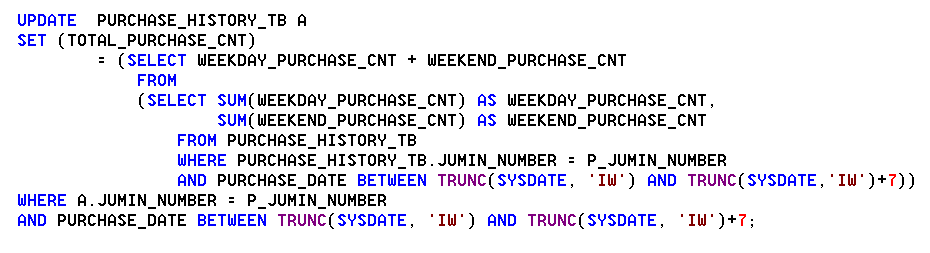 UPDATE  PURCHASE_HISTORY_TB A
SET (TOTAL_PURCHASE_CNT)
        = (SELECT WEEKDAY_PURCHASE_CNT + WEEKEND_PURCHASE_CNT
            FROM
            (SELECT SUM(WEEKDAY_PURCHASE_CNT) AS WEEKDAY_PURCHASE_CNT,
                    SUM(WEEKEND_PURCHASE_CNT) AS WEEKEND_PURCHASE_CNT
                FROM PURCHASE_HISTORY_TB
                WHERE PURCHASE_HISTORY_TB.JUMIN_NUMBER = P_JUMIN_NUMBER
                AND PURCHASE_DATE BETWEEN TRUNC(SYSDATE, 'IW') AND TRUNC(SYSDATE,'IW')+7))
WHERE A.JUMIN_NUMBER = P_JUMIN_NUMBER
AND PURCHASE_DATE BETWEEN TRUNC(SYSDATE, 'IW') AND TRUNC(SYSDATE, 'IW')+7;